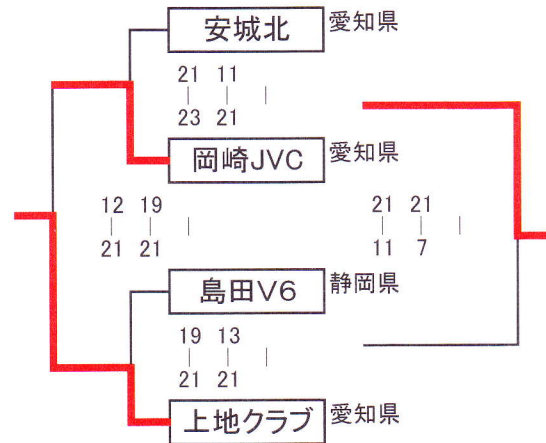 安城北 愛知県
21 11
| | |
23 21
岡崎JVC 愛知県
12 19 | 21 21
| | | | | |
21 21 11 7
島田V6 静岡県
19 13
| | |
21 21
上地クラブ 愛知県